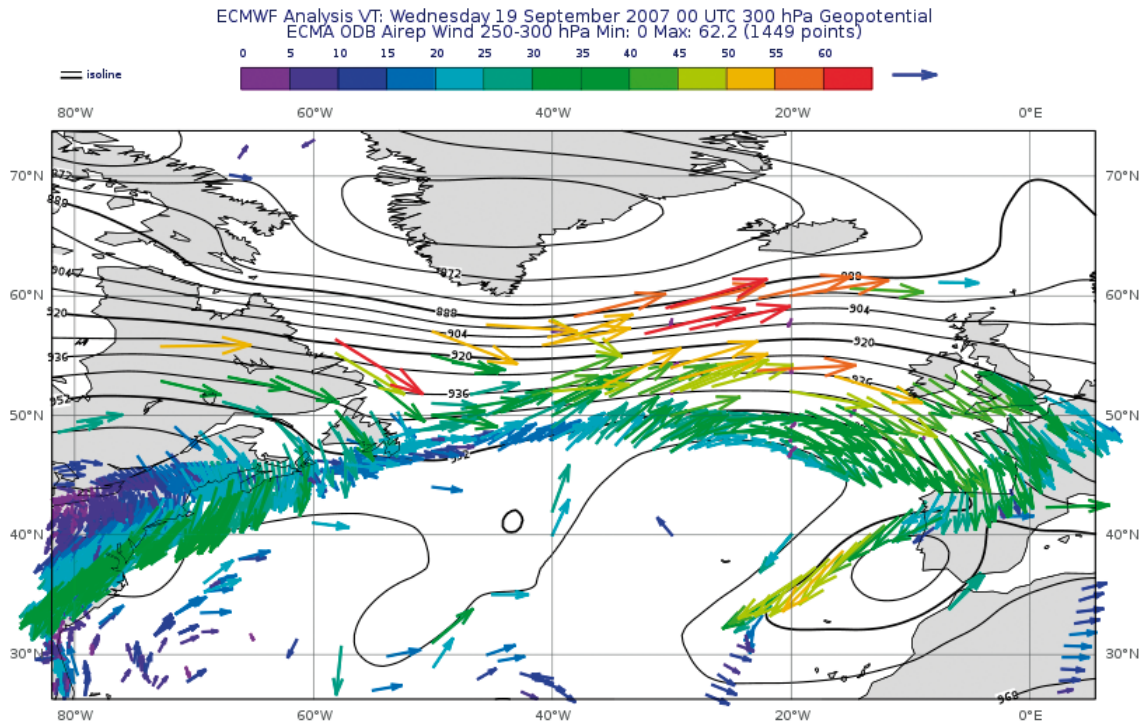 ECMWF Analysis VT: Wednesday 19 September 2007 00 UTC 300 hPa Geopotential
ECMA ODB Airep Wind 250-300 hPa Min: 0 Max: 62.2 (1449 points)
0 5 10 15 20 25 30 35 40 45 50 55 60
isoline
80°W 60°W 40°W 20°W 0°E
70°N 70°N
872
888
904 872 888
60°N 60°N
920 888 904
904
920 920
936
936 936
952
50°N 50°N
40°N 40°N
30°N 30°N
968
80°W 60°W 40°W 20°W 0°E